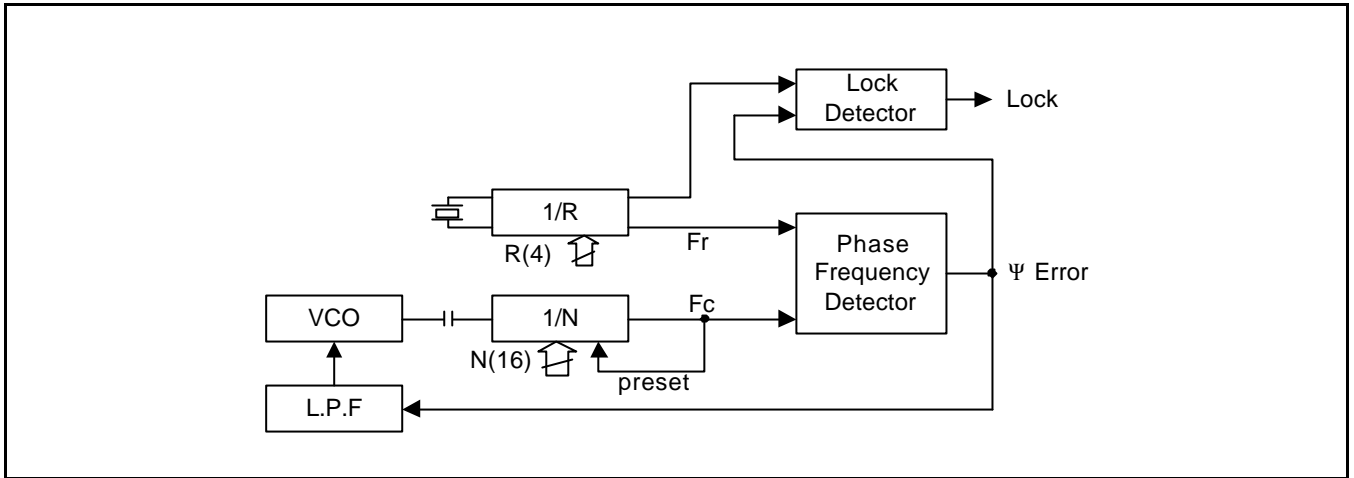 Lock
Detector
Lock
1/R
Fr
R(4)
Phase
Frequency
Detector
Ψ Error
VCO
1/N
Fc
N(16)
preset
L.P.F